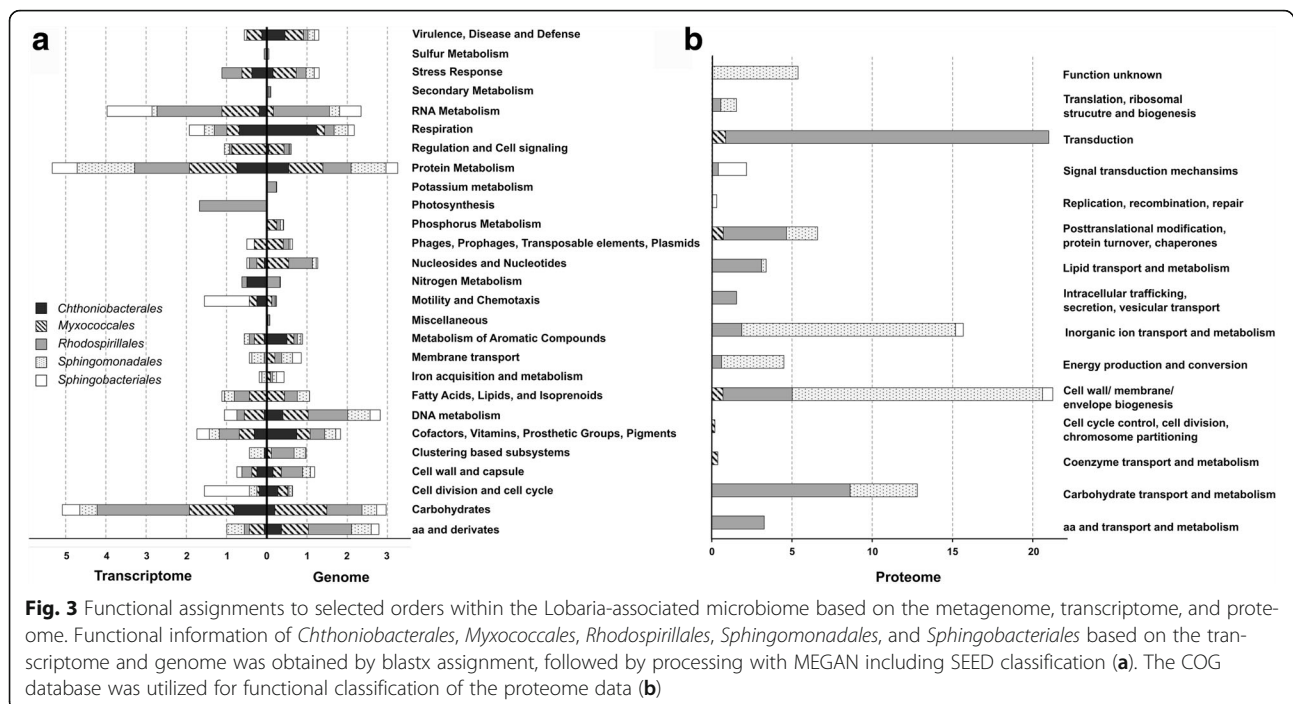 a
Virulence, Disease and Defense
Sulfur Metabolism
Stress Response
Secondary Metabolism
RNA Metabolism
Respiration
Regulation and Cell signaling
Protein Metabolism
Potassium metabolism
Photosynthesis
Phosphorus Metabolism
Phages, Prophages, Transposable elements, Plasmids
Nucleosides and Nucleotides
Nitrogen Metabolism
Motility and Chemotaxis
Miscellaneous
Metabolism of Aromatic Compounds
Membrane transport
Iron acquisition and metabolism
Fatty Acids, Lipids, and Isoprenoids
DNA metabolism
Cofactors, Vitamins, Prosthetic Groups, Pigments
Clustering based subsystems
Cell wall and capsule
Cell division and cell cycle
Carbohydrates
aa and derivates
Chthoniobacterales
Myxococcales
Rhodospirillales
Sphingomonadales
Sphingobacteriales
5 4 3 2 1 0 1 2 3
Transcriptome Genome
b
Function unknown
Translation, ribosomal
strucutre and biogenesis
Transduction
Signal transduction mechansims
Replication, recombination, repair
Posttranslational modification,
protein turnover, chaperones
Lipid transport and metabolism
Intracellular trafficking,
secretion, vesicular transport
Inorganic ion transport and metabolism
Energy production and conversion
Cell wall/ membrane/
envelope biogenesis
Cell cycle control, cell division,
chromosome partitioning
Coenzyme transport and metabolism
Carbohydrate transport and metabolism
aa and transport and metabolism
0 5 10 15 20
Proteome
Fig. 3 Functional assignments to selected orders within the Lobaria-associated microbiome based on the metagenome, transcriptome, and prote-
ome. Functional information of Chthoniobacterales, Myxococcales, Rhodospirillales, Sphingomonadales, and Sphingobacteriales based on the tran-
scriptome and genome was obtained by blastx assignment, followed by processing with MEGAN including SEED classification (a). The COG
database was utilized for functional classification of the proteome data (b)